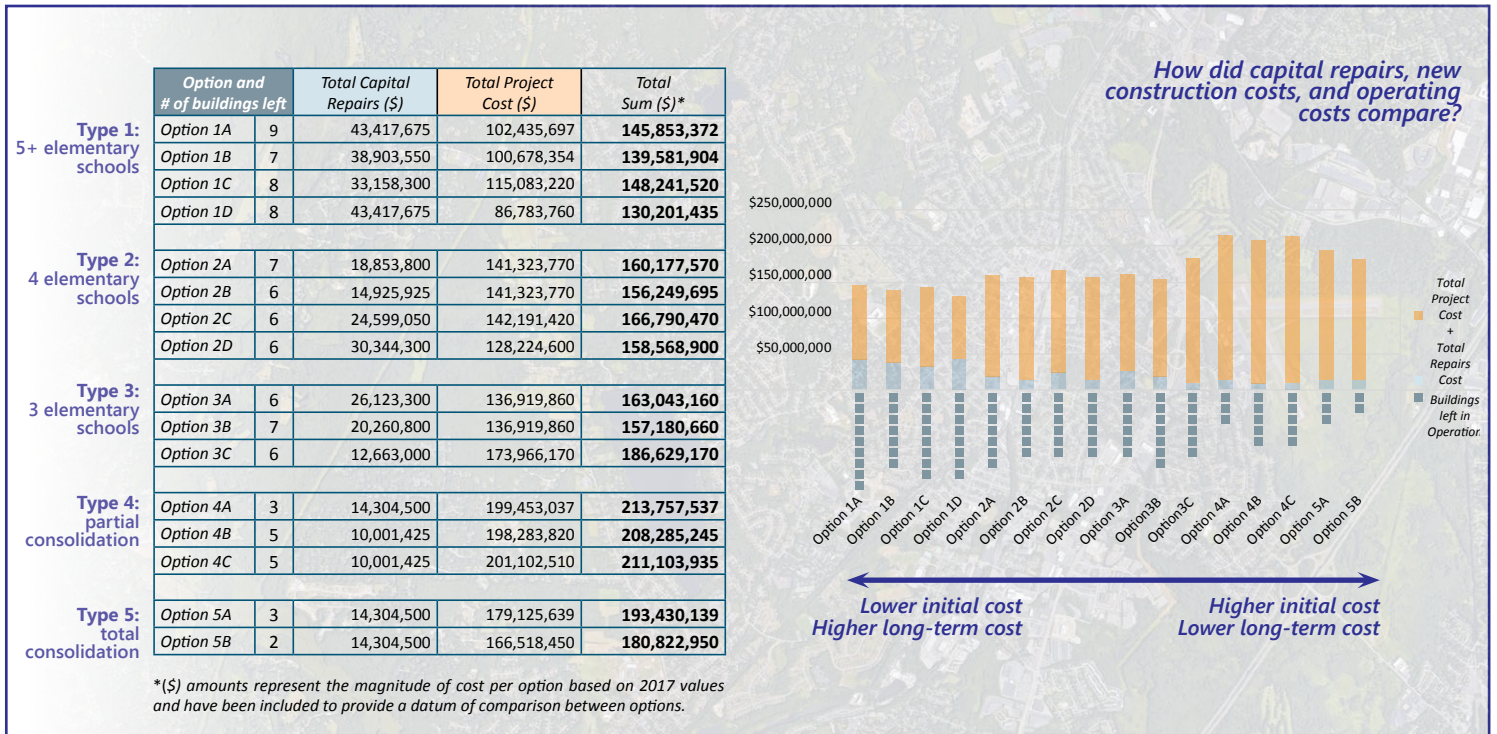 How did capital repairs, new
construction costs, and operating
costs compare?
Option and
# of buildings left
Total Capital
Repairs ($)
Total Project
Cost ($)
Total
Sum ($)*
Type 1:
5+ elementary
schools
Option 1A 9 43,417,675 102,435,697 145,853,372
Option 1B 7 38,903,550 100,678,354 139,581,904
Option 1C 8 33,158,300 115,083,220 148,241,520
Option 1D 8 43,417,675 86,783,760 130,201,435
Type 2:
4 elementary
schools
Option 2A 7 18,853,800 141,323,770 160,177,570
Option 2B 6 14,925,925 141,323,770 156,249,695
Option 2C 6 24,599,050 142,191,420 166,790,470
Option 2D 6 30,344,300 128,224,600 158,568,900
Type 3:
3 elementary
schools
Option 3A 6 26,123,300 136,919,860 163,043,160
Option 3B 7 20,260,800 136,919,860 157,180,660
Option 3C 6 12,663,000 173,966,170 186,629,170
Type 4:
partial
consolidation
Option 4A 3 14,304,500 199,453,037 213,757,537
Option 4B 5 10,001,425 198,283,820 208,285,245
Option 4C 5 10,001,425 201,102,510 211,103,935
Type 5:
total
consolidation
Option 5A 3 14,304,500 179,125,639 193,430,139
Option 5B 2 14,304,500 166,518,450 180,822,950
*($) amounts represent the magnitude of cost per option based on 2017 values
and have been included to provide a datum of comparison between options.
$250,000,000
$200,000,000
$150,000,000
$100,000,000
$50,000,000
Total
Project
Cost
+
Total
Repairs
Cost
Buildings
left in
Operation
Option 1A
Option 1B
Option 1C
Option 1D
Option 2A
Option 2B
Option 2C
Option 2D
Option 3A
Option3B
Option3C
Option 4A
Option 4B
Option 4C
Option 5A
Option 5B
Lower initial cost
Higher long-term cost
Higher initial cost
Lower long-term cost